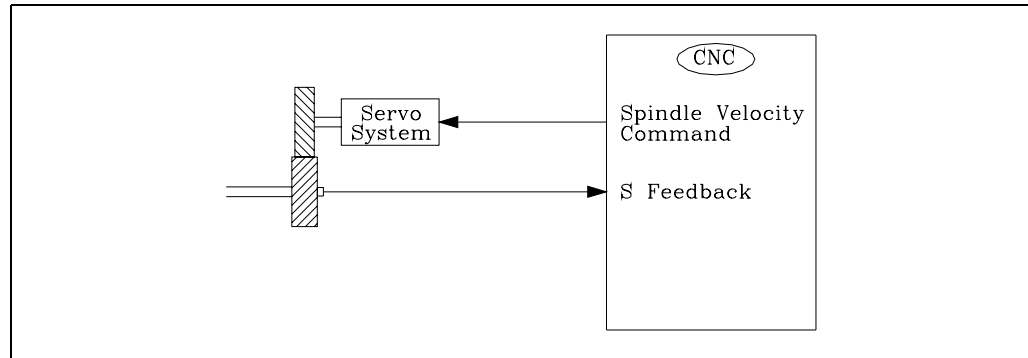 CNC
Servo
System
Spindle Velocity
Command
S Feedback